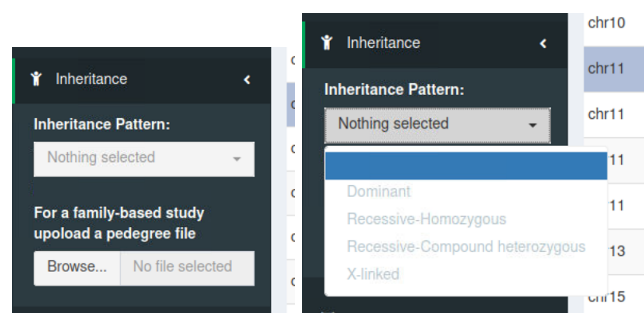 Inheritance
Inheritance Pattern:
Nothing selected
For a family-based study
upoload a pedegree file
Browse... No file selected
Inheritance
Inheritance Pattern:
Nothing selected
Dominant
Recessive-Homozygous
Recessive-Compound heterozygous
X-linked
chr10
chr11
chr11
11
11
13
chr15